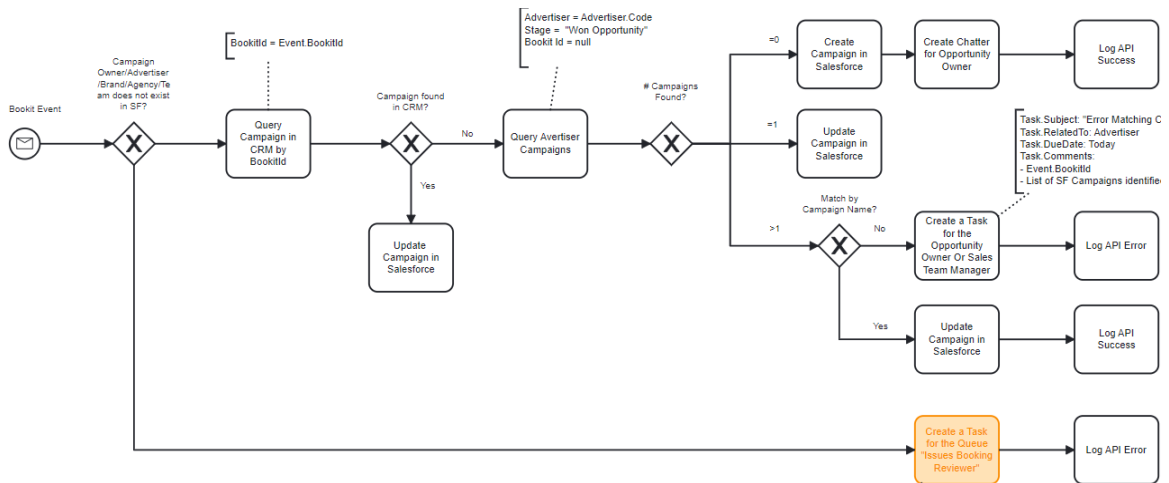 Bookit Event
Campaign
Owner/Advertiser
/Brand/Agency/Te
am does not exist
in SF?
BookitId = Event.BookitId
Query
Campaign in
CRM by
BookitId
Campaign found
in CRM?
No
Yes
Update
Campaign in
Salesforce
Advertiser = Advertiser.Code
Stage = "Won Opportunity"
Bookit Id = null
Query Avertiser
Campaigns
# Campaigns
Found?
=0
Create
Campaign in
Salesforce
Create Chatter
for Opportunity
Owner
Log API
Success
=1
Update
Campaign in
Salesforce
Task.Subject: "Error Matching C
Task.RelatedTo: Advertiser
Task.DueDate: Today
Task.Comments:
- Event.BookitId
- List of SF Campaigns identified
>1
Match by
Campaign Name?
No
Create a Task
for the
Opportunity
Owner Or Sales
Team Manager
Log API Error
Yes
Update
Campaign in
Salesforce
Log API
Success
Create a Task
for the Queue
"Issues Booking
Reviewer"
Log API Error